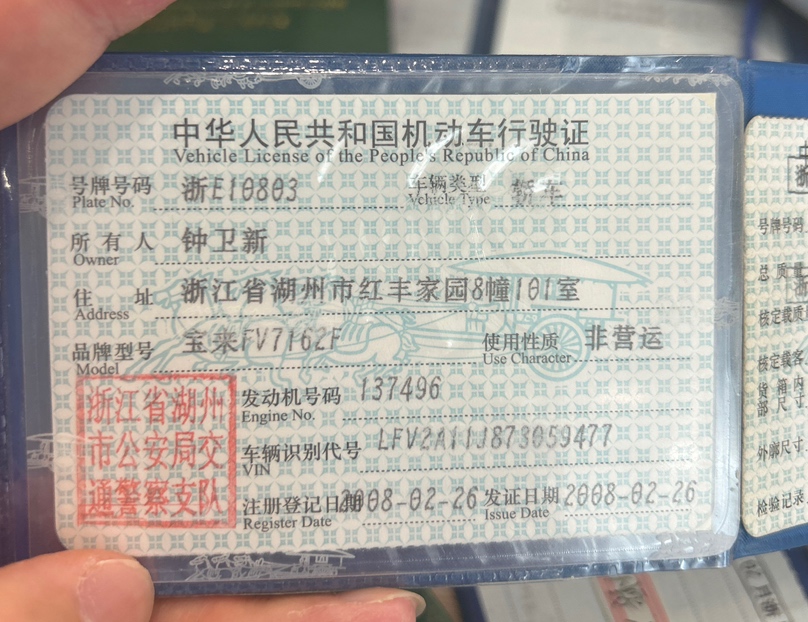 中华人民共和国机动车行驶证
Vehicle License of the People's Republic of China
号牌号码 浙E10803 车辆类型 轿车
Plate No. Vehicle Type
所有人 钟卫新
Owner
住址 浙江省湖州市红丰家园8幢101室
Address
品牌型号 宝来FV7162F 使用性质 非营运
Model Use Character
浙江省湖州
市公安局交
通警察支队
发动机号码 137496
Engine No.
车辆识别代号 LFV2A11J873059477
VIN
注册登记日期 2008-02-26 发证日期 2008-02-26
Register Date Issue Date
号牌号码
总质量
核定载质
核定载客
货箱内
部尺寸
外廓尺寸
检验记录